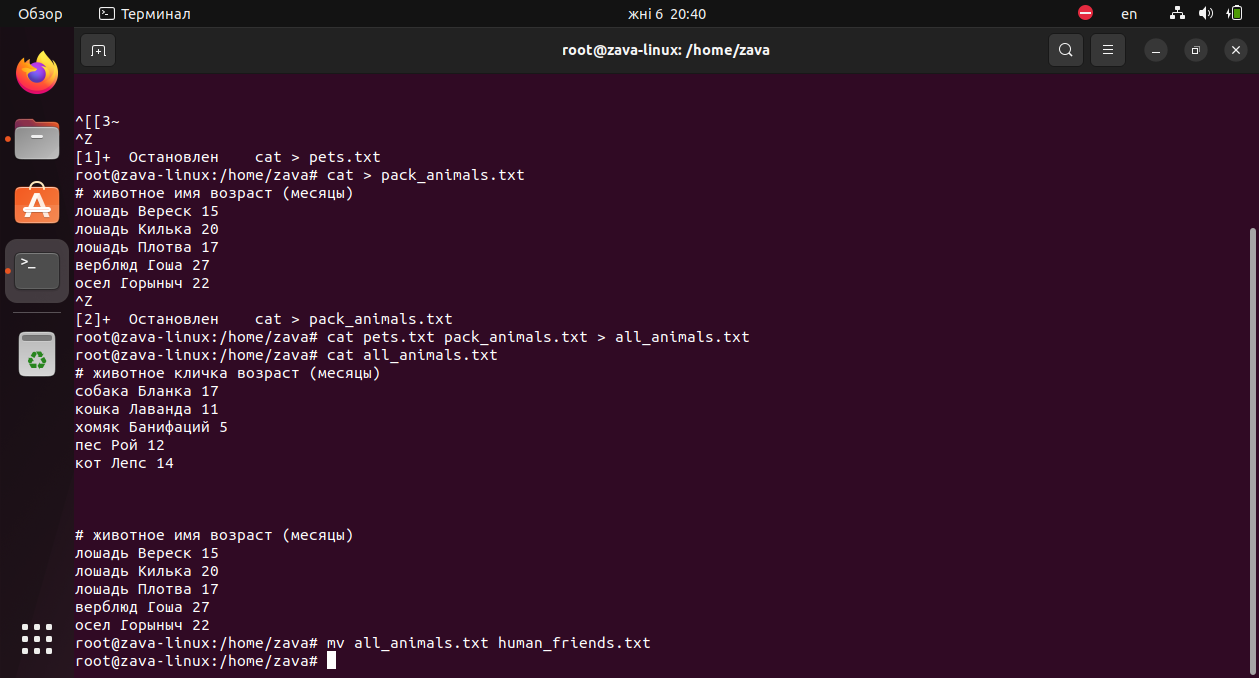 Обзор
Терминал
жні 6 20:40
en
root@zava-linux: /home/zava
^[[3~
^Z
[1]+  Остановлен    cat > pets.txt
root@zava-linux:/home/zava# cat > pack_animals.txt
# животное имя возраст (месяцы)
лошадь Вереск 15
лошадь Килька 20
лошадь Плотва 17
верблюд Гоша 27
осел Горыныч 22
^Z
[2]+  Остановлен    cat > pack_animals.txt
root@zava-linux:/home/zava# cat pets.txt pack_animals.txt > all_animals.txt
root@zava-linux:/home/zava# cat all_animals.txt
# животное кличка возраст (месяцы)
собака Бланка 17
кошка Лаванда 11
хомяк Банифаций 5
пес Рой 12
кот Лепс 14
# животное имя возраст (месяцы)
лошадь Вереск 15
лошадь Килька 20
лошадь Плотва 17
верблюд Гоша 27
осел Горыныч 22
root@zava-linux:/home/zava# mv all_animals.txt human_friends.txt
root@zava-linux:/home/zava#